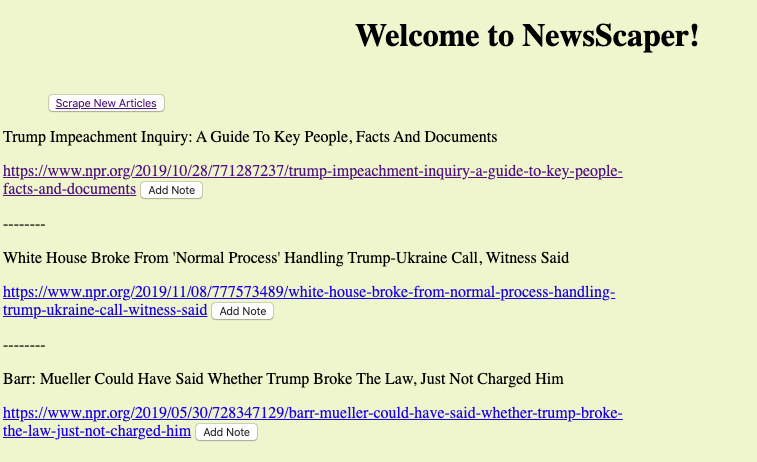 Welcome to NewsScaper!
Scrape New Articles
Trump Impeachment Inquiry: A Guide To Key People, Facts And Documents
https://www.npr.org/2019/10/28/771287237/trump-impeachment-inquiry-a-guide-to-key-people-
facts-and-documents Add Note
--------
White House Broke From 'Normal Process' Handling Trump-Ukraine Call, Witness Said
https://www.npr.org/2019/11/08/777573489/white-house-broke-from-normal-process-handling-
trump-ukraine-call-witness-said Add Note
--------
Barr: Mueller Could Have Said Whether Trump Broke The Law, Just Not Charged Him
https://www.npr.org/2019/05/30/728347129/barr-mueller-could-have-said-whether-trump-broke-
the-law-just-not-charged-him Add Note